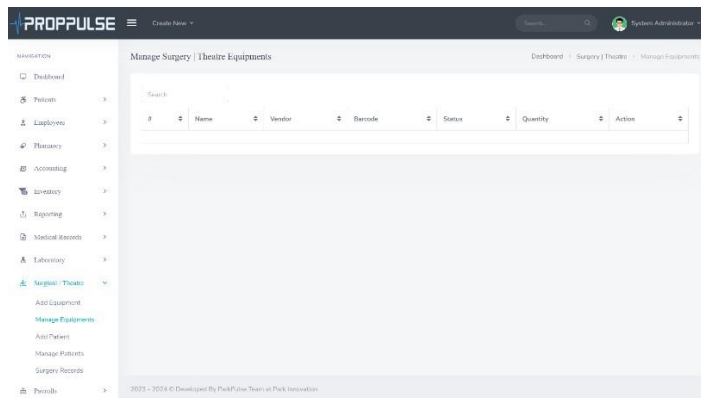 PROPPULSE
Create New
Search...
System Administrator
NAVIGATION
Dashboard
Patients
Employees
Pharmacy
Accounting
Inventory
Reporting
Medical Records
Laboratory
Surgical / Theatre
Add Equipment
Manage Equipments
Add Patient
Manage Patients
Surgery Records
Payrolls
Manage Surgery | Theatre Equipments
Dashboard
Surgery | Theatre
Manage Equipments
Search
# Name Vendor Barcode Status Quantity Action
2023 - 2024 © Developed By ParkPulse Team at Park Innovation